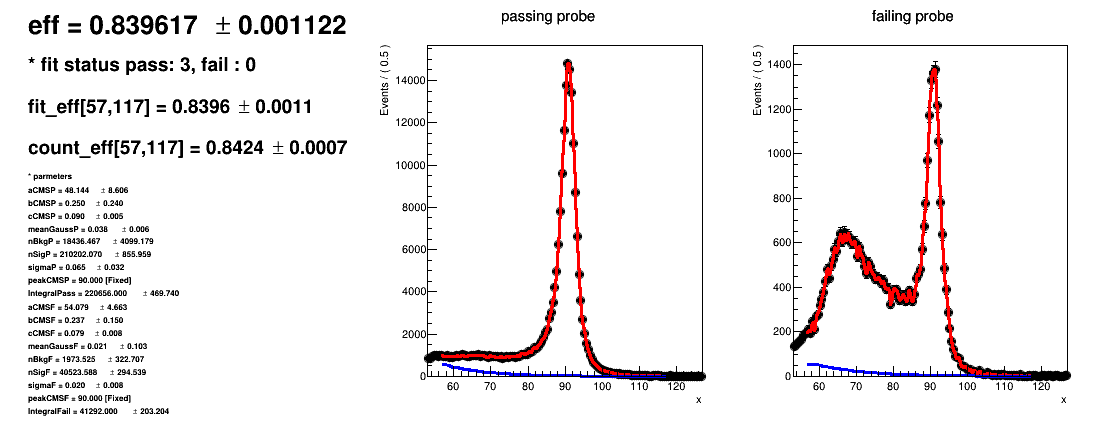 eff = 0.839617 ± 0.001122
* fit status pass: 3, fail : 0
fit_eff[57,117] = 0.8396 ± 0.0011
count_eff[57,117] = 0.8424 ± 0.0007
* parmeters
aCMSP = 48.144 ± 8.606
bCMSP = 0.250 ± 0.240
cCMSP = 0.090 ± 0.005
meanGaussP = 0.038 ± 0.006
nBkgP = 18436.467 ± 4099.179
nSigP = 210202.070 ± 855.959
sigmaP = 0.065 ± 0.032
peakCMSP = 90.000 [Fixed]
IntegralPass = 220656.000 ± 469.740
aCMSF = 54.079 ± 4.663
bCMSF = 0.237 ± 0.150
cCMSF = 0.079 ± 0.008
meanGaussF = 0.021 ± 0.103
nBkgF = 1973.525 ± 322.707
nSigF = 40523.588 ± 294.539
sigmaF = 0.020 ± 0.008
peakCMSF = 90.000 [Fixed]
IntegralFail = 41292.000 ± 203.204
passing probe
Events / ( 0.5 )
14000
12000
10000
8000
6000
4000
2000
0
60 70 80 90 100 110 120
x
failing probe
Events / ( 0.5 )
1400
1200
1000
800
600
400
200
0
60 70 80 90 100 110 120
x